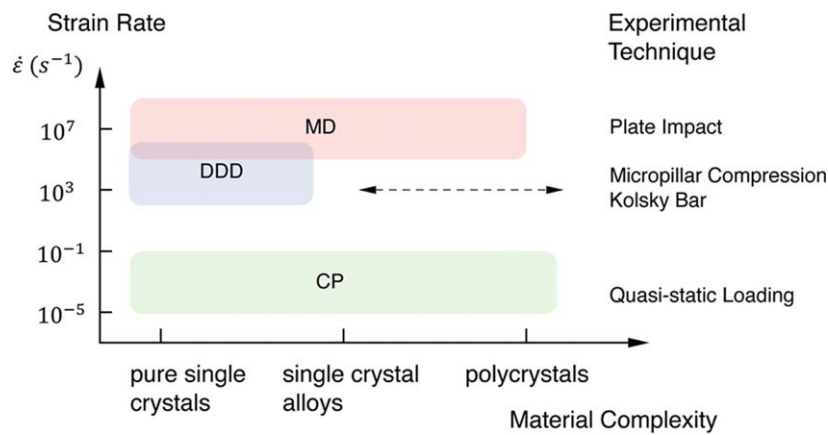 Strain Rate
Experimental
Technique
ε̇ (s⁻¹)
10⁷
MD
Plate Impact
DDD
10³
Micropillar Compression
Kolsky Bar
10⁻¹
CP
10⁻⁵
Quasi-static Loading
pure single
crystals
single crystal
alloys
polycrystals
Material Complexity